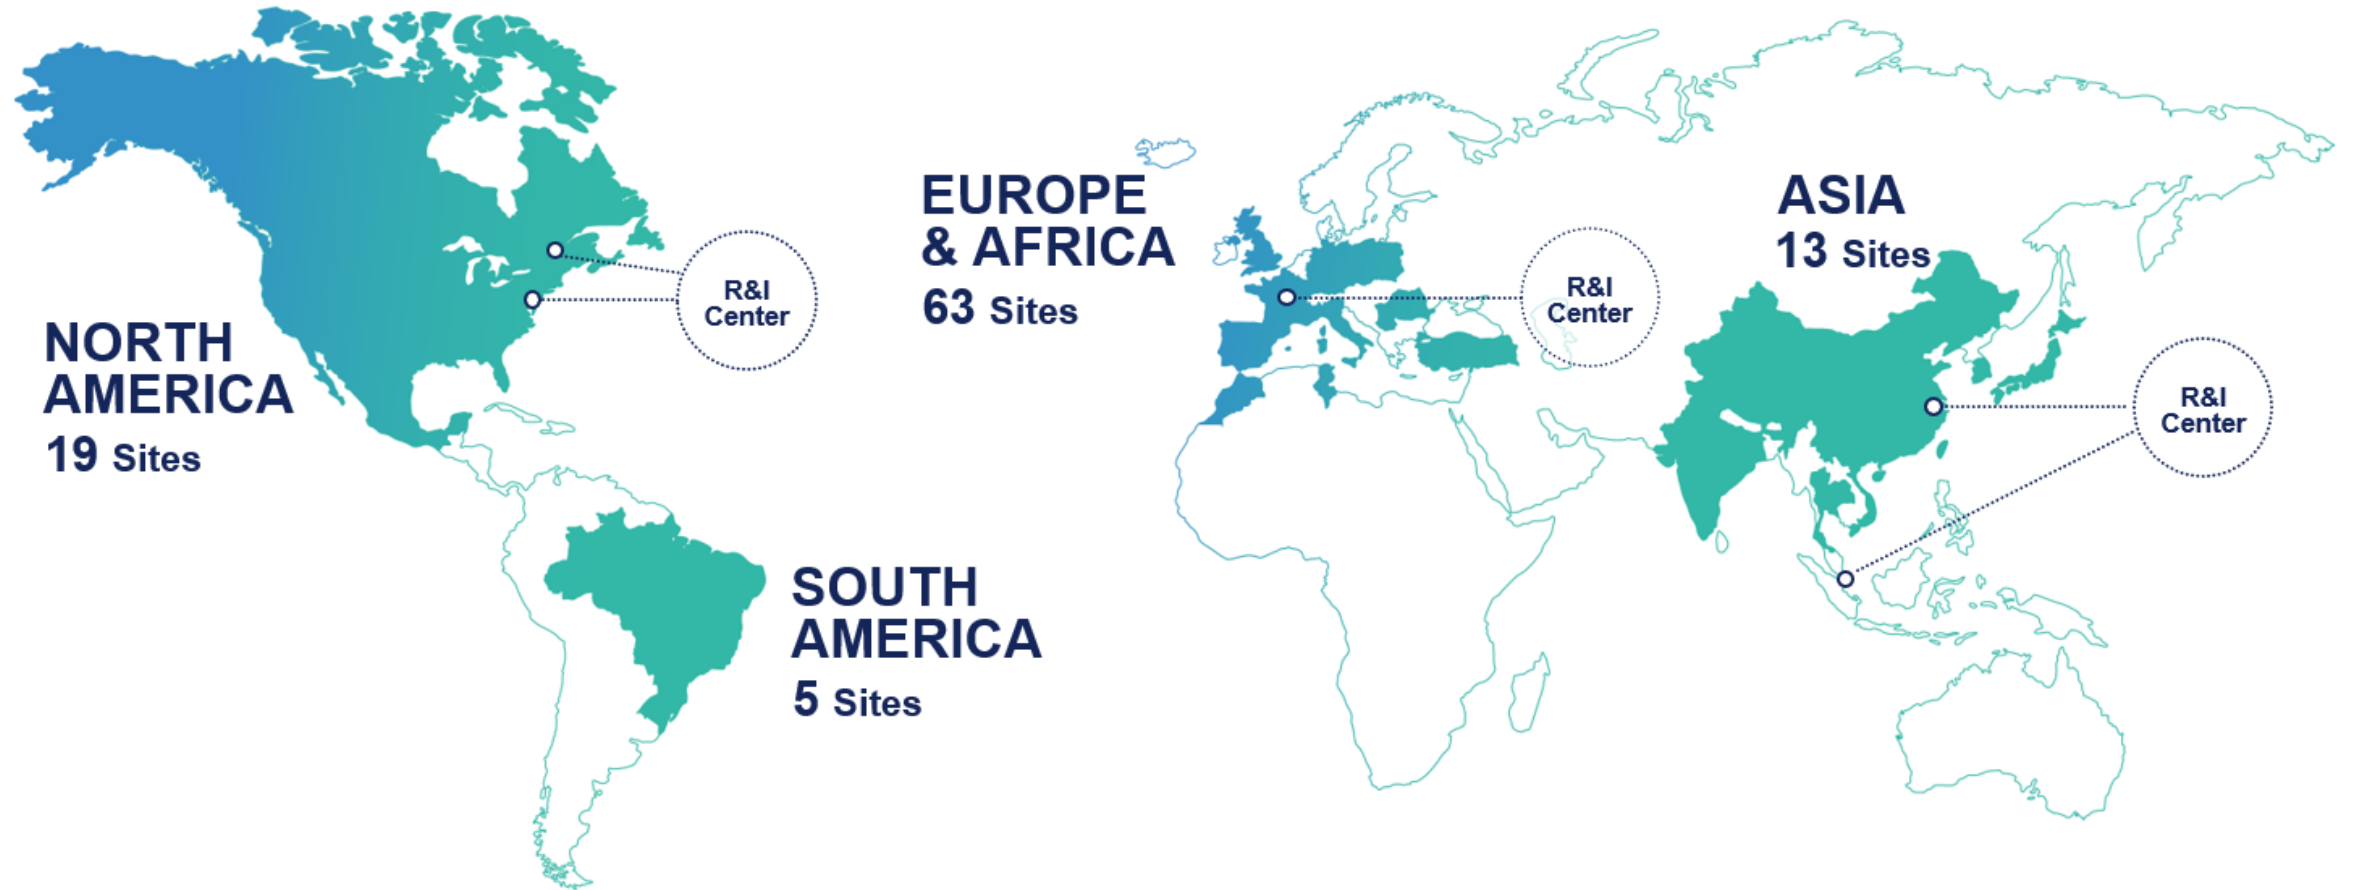 NORTH
AMERICA
19 Sites
R&I
Center
SOUTH
AMERICA
5 Sites
EUROPE
& AFRICA
63 Sites
R&I
Center
ASIA
13 Sites
R&I
Center